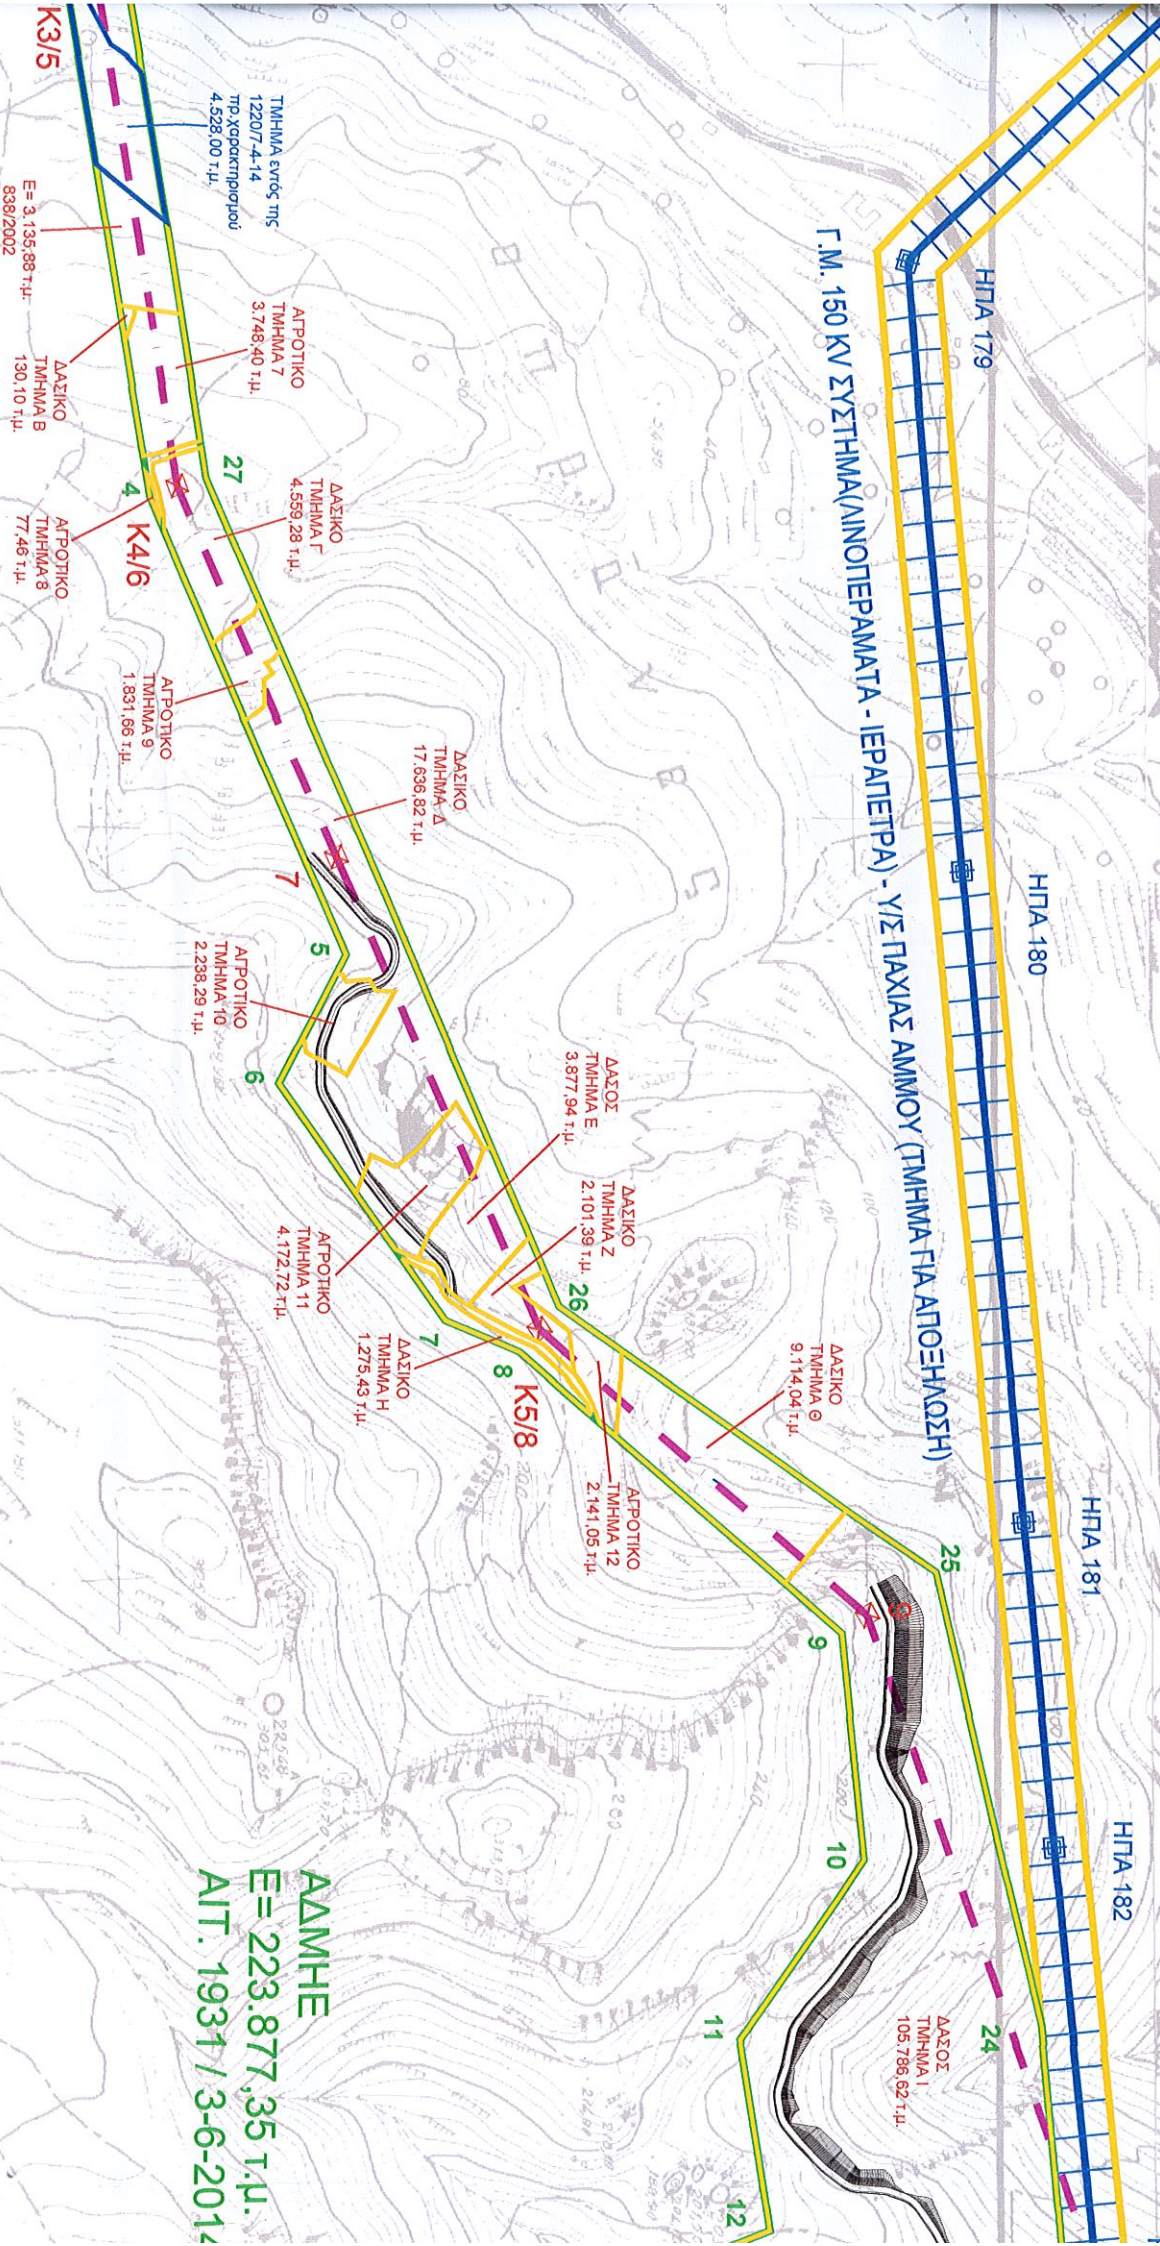 ΗΠΑ 179
ΗΠΑ 180
ΗΠΑ 181
ΗΠΑ 182
Γ.Μ. 150 KV ΣΥΣΤΗΜΑ(ΛΙΝΟΠΕΡΑΜΑΤΑ - ΙΕΡΑΠΕΤΡΑ) - Υ/Σ ΠΑΧΙΑΣ ΑΜΜΟΥ (ΤΜΗΜΑ ΓΙΑ ΑΠΟΞΗΛΩΣΗ)
ΤΜΗΜΑ εντός της
1220/7-4-14
πρ.χαρακτηρισμού
4.528,00 τ.μ.
ΑΓΡΟΤΙΚΟ
ΤΜΗΜΑ 7
3.748,40 τ.μ.
27
ΔΑΣΙΚΟ
ΤΜΗΜΑ Γ
4.559,28 τ.μ.
ΔΑΣΙΚΟ
ΤΜΗΜΑ Δ
17.636,82 τ.μ.
ΔΑΣΟΣ
ΤΜΗΜΑ Ε
3.877,94 τ.μ.
ΔΑΣΙΚΟ
ΤΜΗΜΑ Ζ
2.101,39 τ.μ.
26
ΔΑΣΙΚΟ
ΤΜΗΜΑ Θ
9.114,04 τ.μ.
25
24
ΔΑΣΟΣ
ΤΜΗΜΑ Ι
105.786,62 τ.μ.
Κ3/5
Ε= 3.135,88 τ.μ.
838/2002
ΔΑΣΙΚΟ
ΤΜΗΜΑ Β
130,10 τ.μ.
4
Κ4/6
ΑΓΡΟΤΙΚΟ
ΤΜΗΜΑ 8
77,46 τ.μ.
ΑΓΡΟΤΙΚΟ
ΤΜΗΜΑ 9
1.831,66 τ.μ.
7
5
ΑΓΡΟΤΙΚΟ
ΤΜΗΜΑ 10
2.238,29 τ.μ.
6
ΑΓΡΟΤΙΚΟ
ΤΜΗΜΑ 11
4.172,72 τ.μ.
7
ΔΑΣΙΚΟ
ΤΜΗΜΑ Η
1.275,43 τ.μ.
8
Κ5/8
ΑΓΡΟΤΙΚΟ
ΤΜΗΜΑ 12
2.141,05 τ.μ.
9
9
10
11
12
ΑΔΜΗΕ
Ε= 223.877,35 τ.μ.
ΑΙΤ. 1931 / 3-6-2014